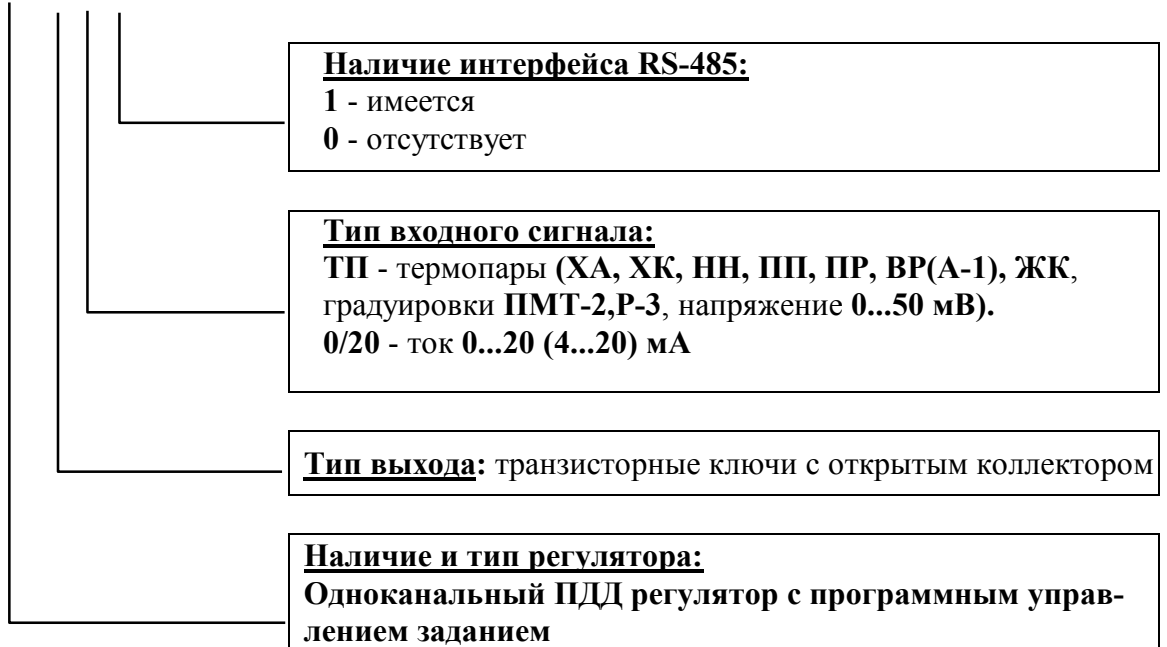 Наличие интерфейса RS-485:
1 - имеется
0 - отсутствует
Тип входного сигнала:
ТП - термопары (ХА, ХК, НН, ПП, ПР, ВР(А-1), ЖК,
градуировки ПМТ-2,Р-3, напряжение 0...50 мВ).
0/20 - ток 0...20 (4...20) мА
Тип выхода: транзисторные ключи с открытым коллектором
Наличие и тип регулятора:
Одноканальный ПДД регулятор с программным управ-
лением заданием